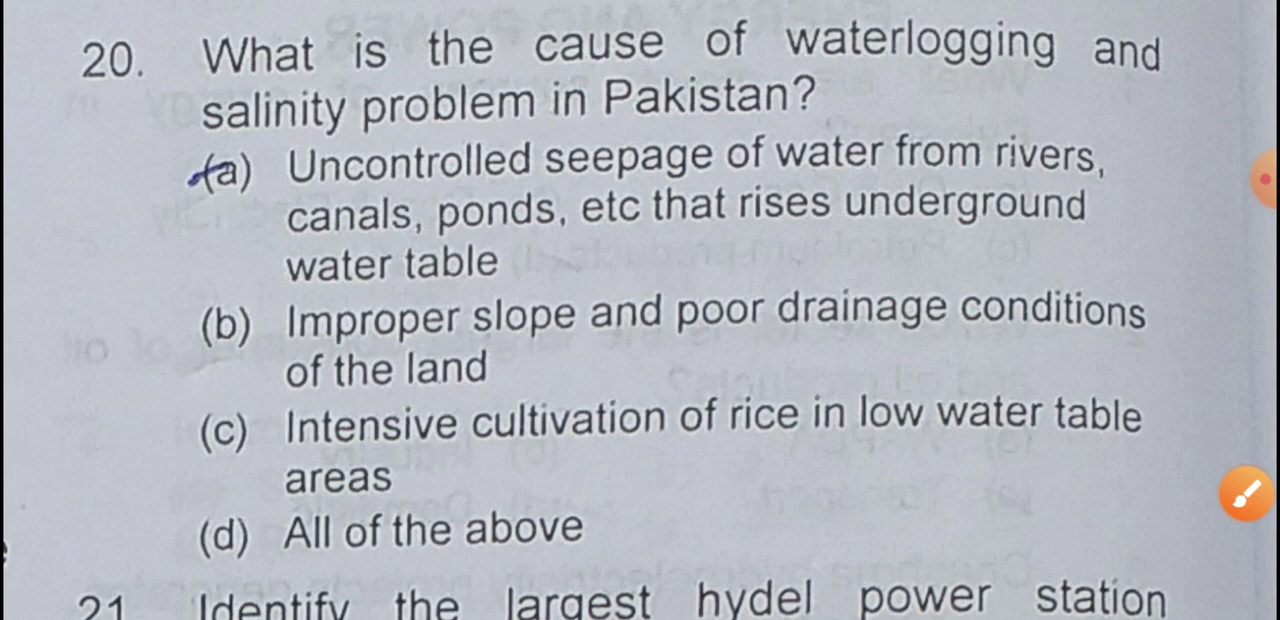 20. What is the cause of waterlogging and
salinity problem in Pakistan?
(a) Uncontrolled seepage of water from rivers,
canals, ponds, etc that rises underground
water table
(b) Improper slope and poor drainage conditions
of the land
(c) Intensive cultivation of rice in low water table
areas
(d) All of the above
21 Identify the largest hydel power station